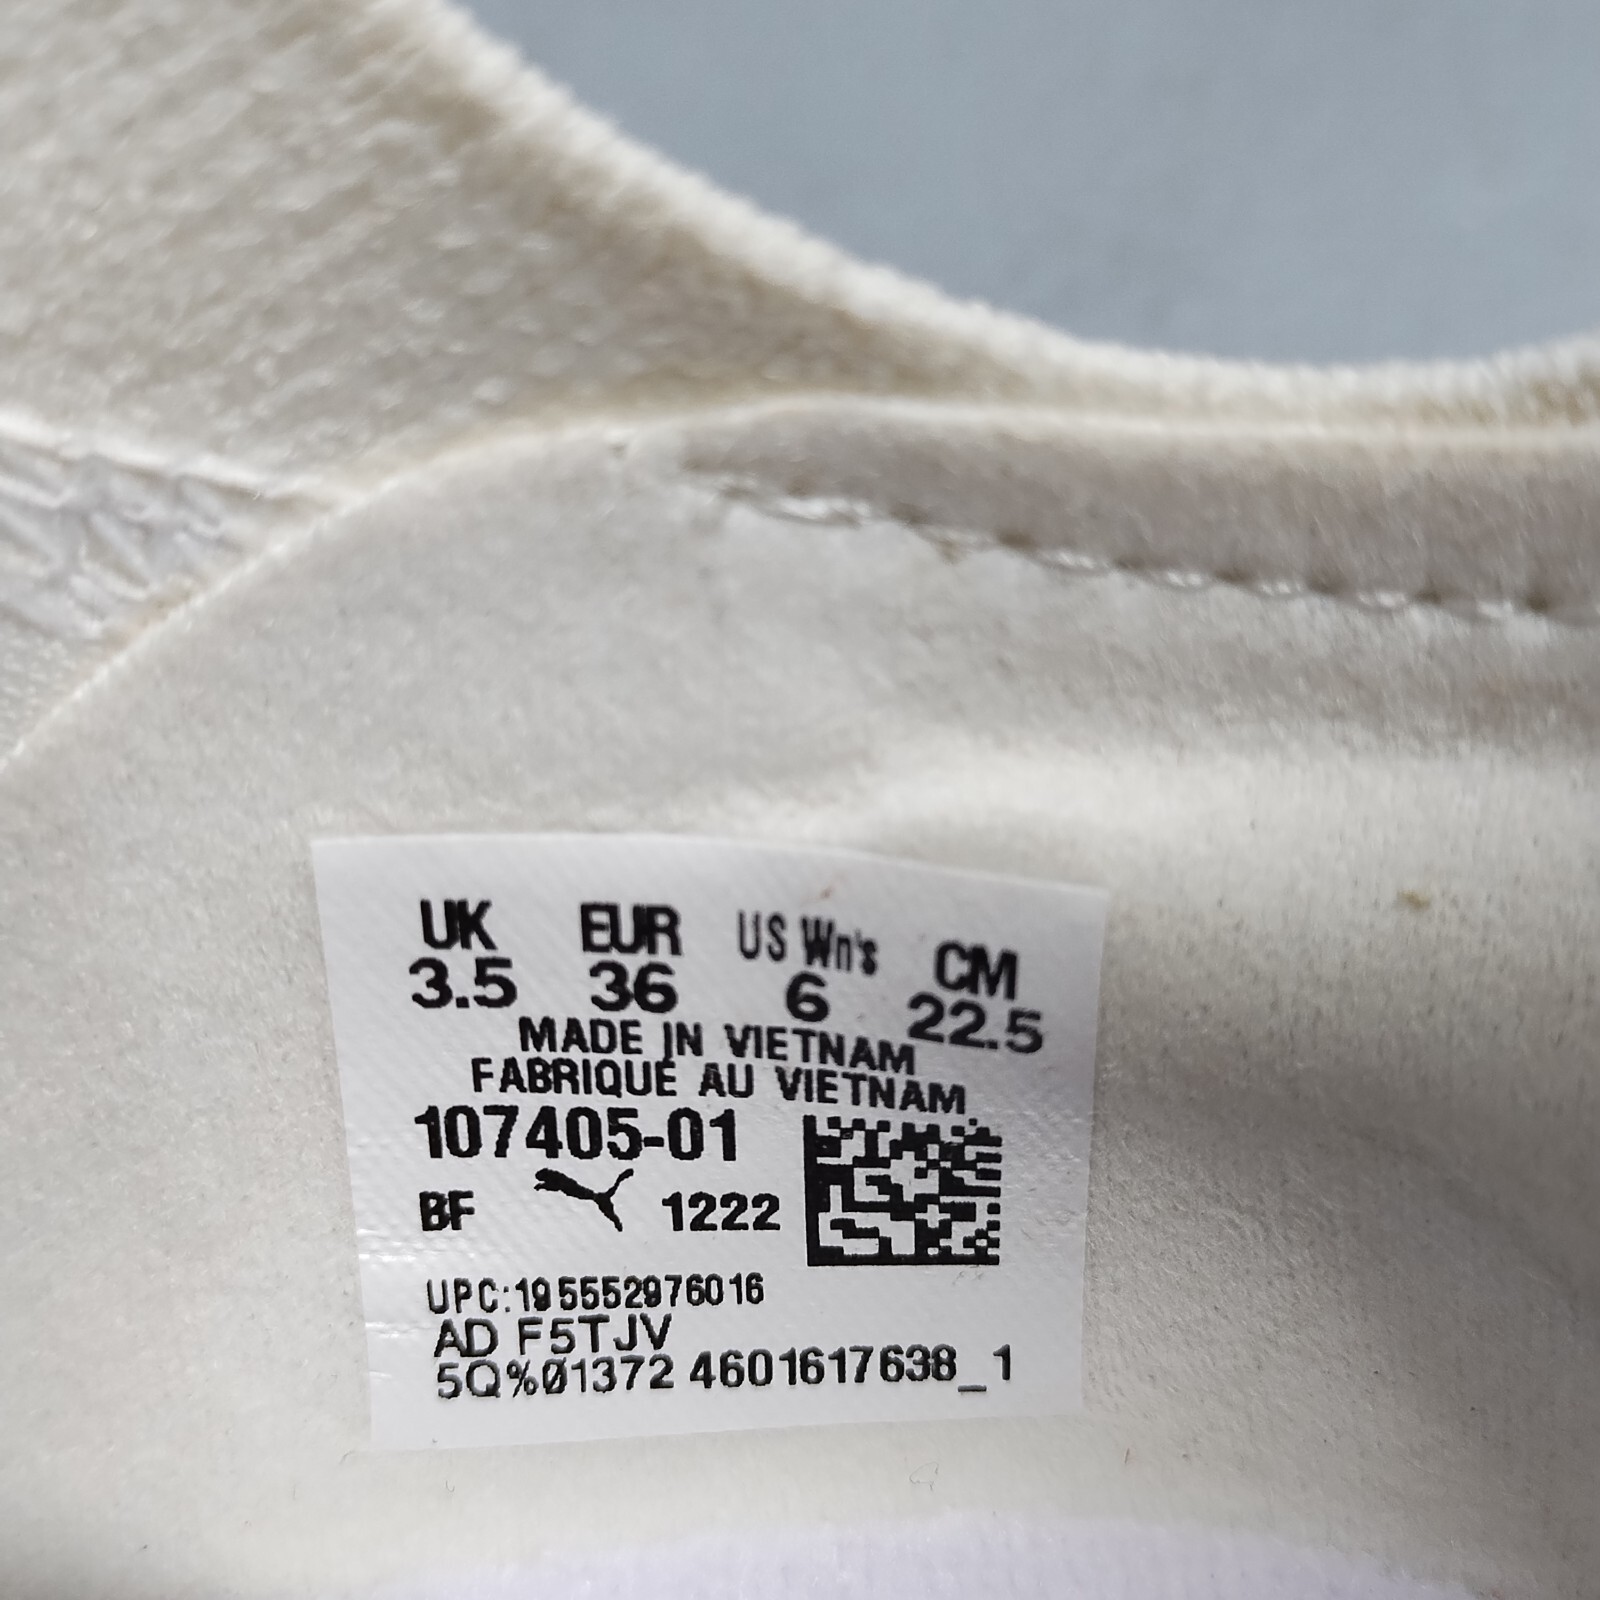 UK EUR US Wn's CM
3.5 36 6 22.5
MADE IN VIETNAM
FABRIQUÉ AU VIETNAM
107405-01
BF 1222
UPC:195552976016
AD F5TJV
5Q%Ø1372 4601617638_1